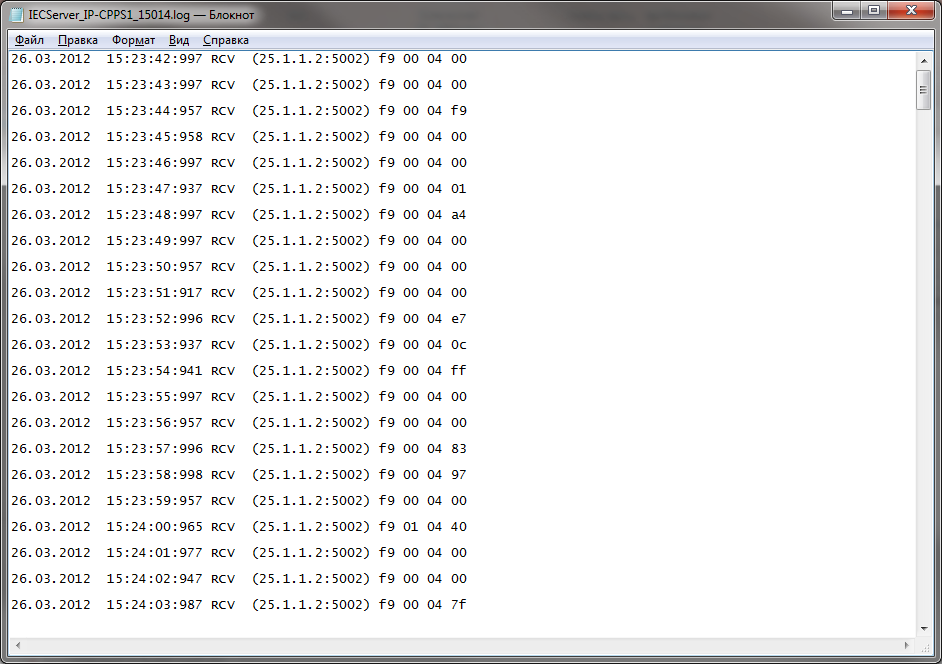 IECServer_IP-CPPS1_15014.log — Блокнот
Файл Правка Формат Вид Справка
26.03.2012 15:23:42:997 RCV (25.1.1.2:5002) f9 00 04 00
26.03.2012 15:23:43:997 RCV (25.1.1.2:5002) f9 00 04 00
26.03.2012 15:23:44:957 RCV (25.1.1.2:5002) f9 00 04 f9
26.03.2012 15:23:45:958 RCV (25.1.1.2:5002) f9 00 04 00
26.03.2012 15:23:46:997 RCV (25.1.1.2:5002) f9 00 04 00
26.03.2012 15:23:47:937 RCV (25.1.1.2:5002) f9 00 04 01
26.03.2012 15:23:48:997 RCV (25.1.1.2:5002) f9 00 04 a4
26.03.2012 15:23:49:997 RCV (25.1.1.2:5002) f9 00 04 00
26.03.2012 15:23:50:957 RCV (25.1.1.2:5002) f9 00 04 00
26.03.2012 15:23:51:917 RCV (25.1.1.2:5002) f9 00 04 00
26.03.2012 15:23:52:996 RCV (25.1.1.2:5002) f9 00 04 e7
26.03.2012 15:23:53:937 RCV (25.1.1.2:5002) f9 00 04 0c
26.03.2012 15:23:54:941 RCV (25.1.1.2:5002) f9 00 04 ff
26.03.2012 15:23:55:997 RCV (25.1.1.2:5002) f9 00 04 00
26.03.2012 15:23:56:957 RCV (25.1.1.2:5002) f9 00 04 00
26.03.2012 15:23:57:996 RCV (25.1.1.2:5002) f9 00 04 83
26.03.2012 15:23:58:998 RCV (25.1.1.2:5002) f9 00 04 97
26.03.2012 15:23:59:957 RCV (25.1.1.2:5002) f9 00 04 00
26.03.2012 15:24:00:965 RCV (25.1.1.2:5002) f9 01 04 40
26.03.2012 15:24:01:977 RCV (25.1.1.2:5002) f9 00 04 00
26.03.2012 15:24:02:947 RCV (25.1.1.2:5002) f9 00 04 00
26.03.2012 15:24:03:987 RCV (25.1.1.2:5002) f9 00 04 7f